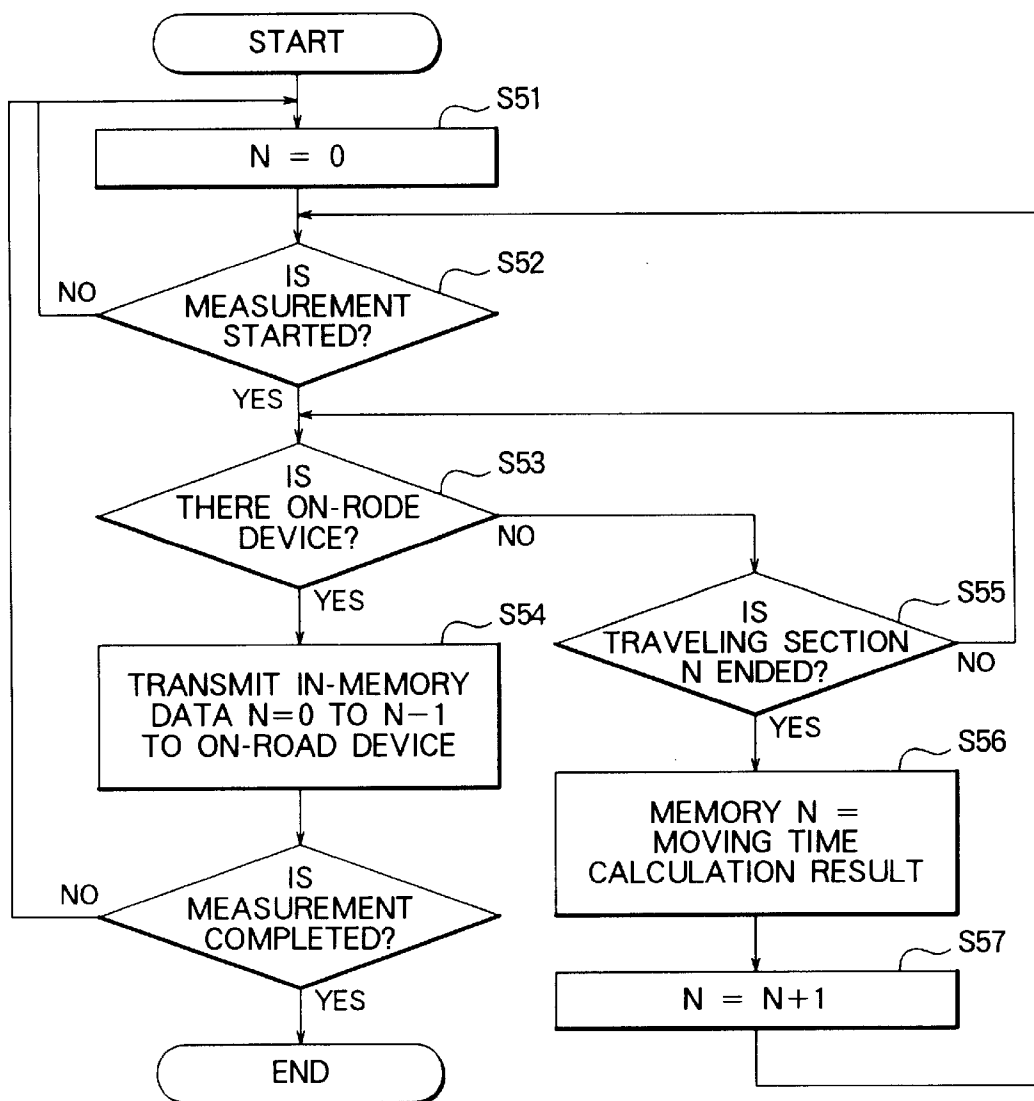 START
S51
N = 0
S52
IS
MEASUREMENT
STARTED?
NO
YES
S53
IS
THERE ON-RODE
DEVICE?
NO
YES
S54
TRANSMIT IN-MEMORY
DATA N=0 TO N−1
TO ON-ROAD DEVICE
S55
IS
TRAVELING SECTION
N ENDED?
NO
YES
S56
MEMORY N =
MOVING TIME
CALCULATION RESULT
S57
N = N+1
IS
MEASUREMENT
COMPLETED?
NO
YES
END